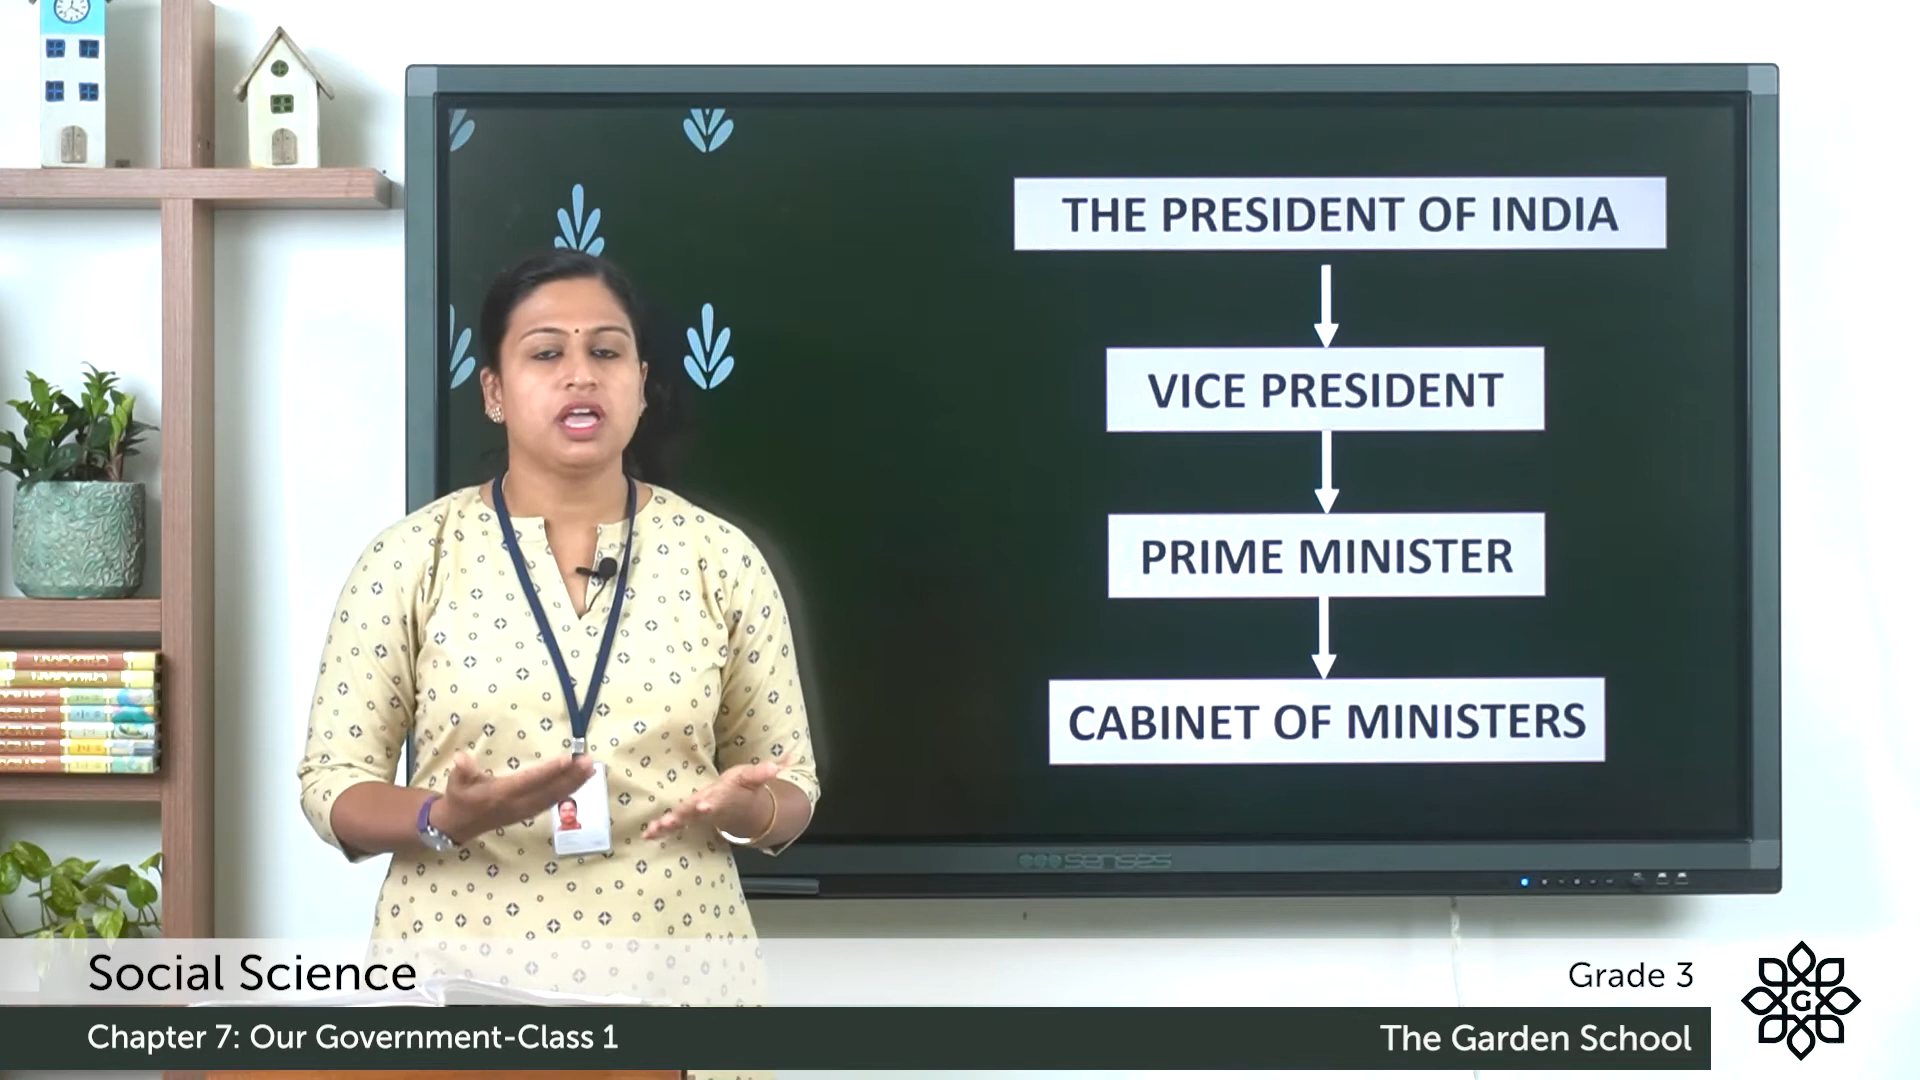 THE PRESIDENT OF INDIA
VICE PRESIDENT
PRIME MINISTER
CABINET OF MINISTERS
senses
Social Science
Grade 3
Chapter 7: Our Government-Class 1
The Garden School
G